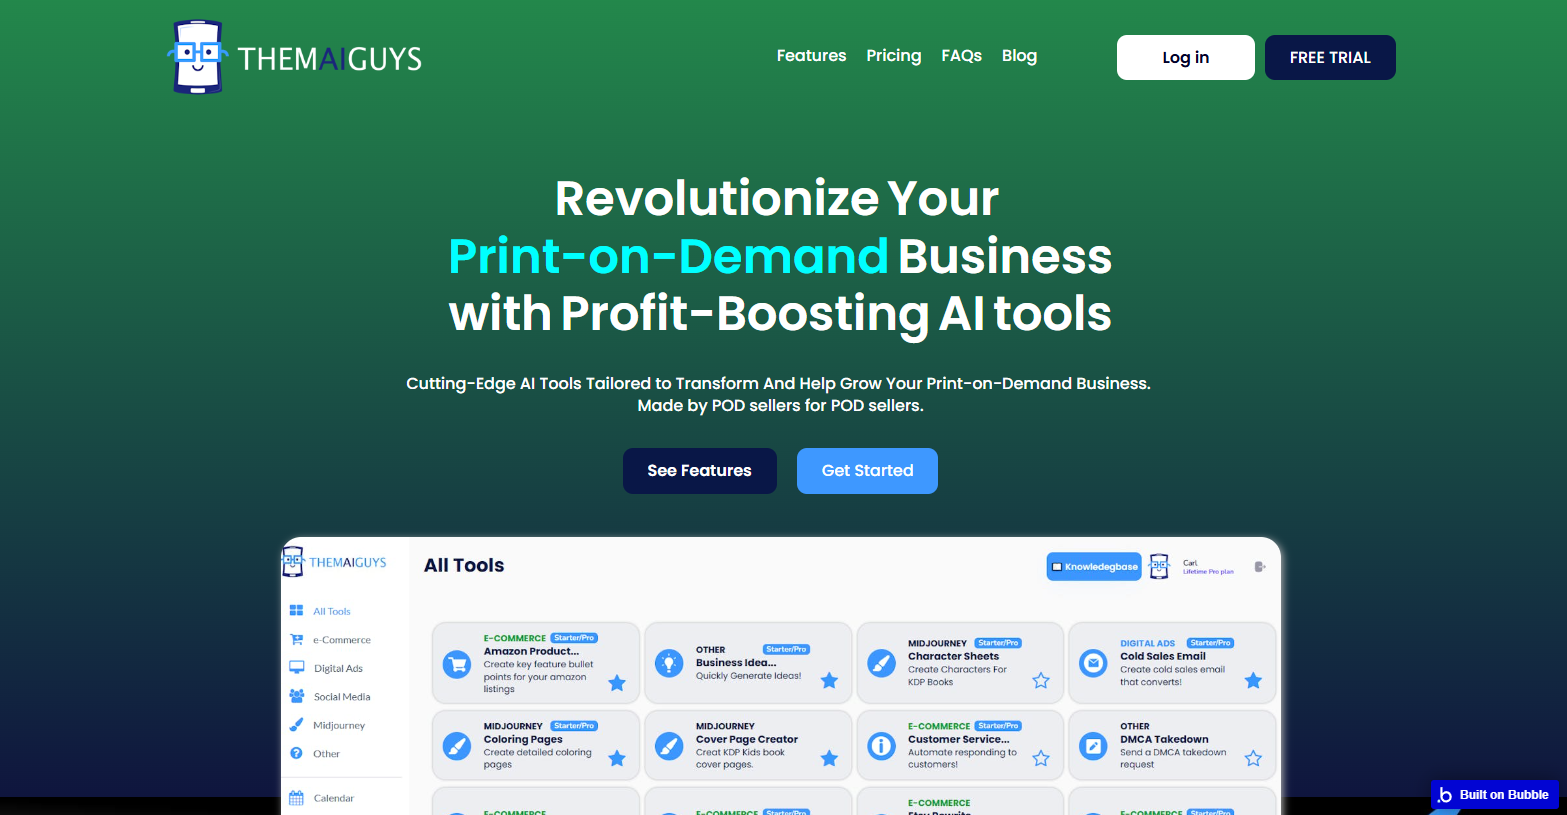 THEMAIGUYS
Features
Pricing
FAQs
Blog
Log in
FREE TRIAL
Revolutionize Your
Print-on-Demand Business
with Profit-Boosting AI tools
Cutting-Edge AI Tools Tailored to Transform And Help Grow Your Print-on-Demand Business.
Made by POD sellers for POD sellers.
See Features
Get Started
THEMAIGUYS
All Tools
Knowledegbase
Carl
Lifetime Pro plan
All Tools
e-Commerce
Digital Ads
Social Media
Midjourney
Other
Calendar
E-COMMERCE Starter/Pro
Amazon Product...
Create key feature bullet
points for your amazon
listings
OTHER Starter/Pro
Business Idea...
Quickly Generate Ideas!
MIDJOURNEY Starter/Pro
Character Sheets
Create Characters For
KDP Books
DIGITAL ADS Starter/Pro
Cold Sales Email
Create cold sales email
that converts!
MIDJOURNEY Starter/Pro
Coloring Pages
Create detailed coloring
pages
MIDJOURNEY
Cover Page Creator
Creat KDP Kids book
cover pages.
E-COMMERCE Starter/Pro
Customer Service...
Automate responding to
customers!
OTHER
DMCA Takedown
Send a DMCA takedown
request
E-COMMERCE
E-COMMERCE Starter/Pro
E-COMMERCE
E-COMMERCE Starter/Pro
Built on Bubble